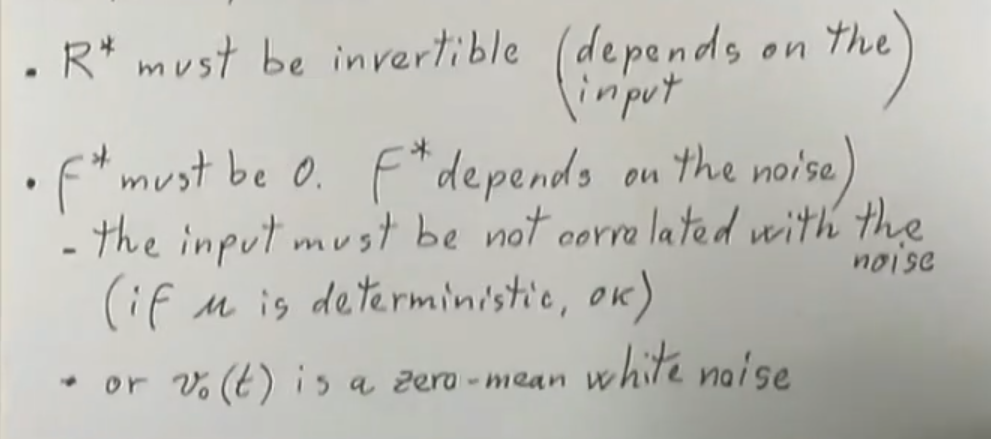 • R* must be invertible (depends on the
input)
• f* must be 0. F* depends on the noise)
- the input must be not correlated with the
noise
(if u is deterministic, ok)
• or v₀(t) is a zero-mean white noise